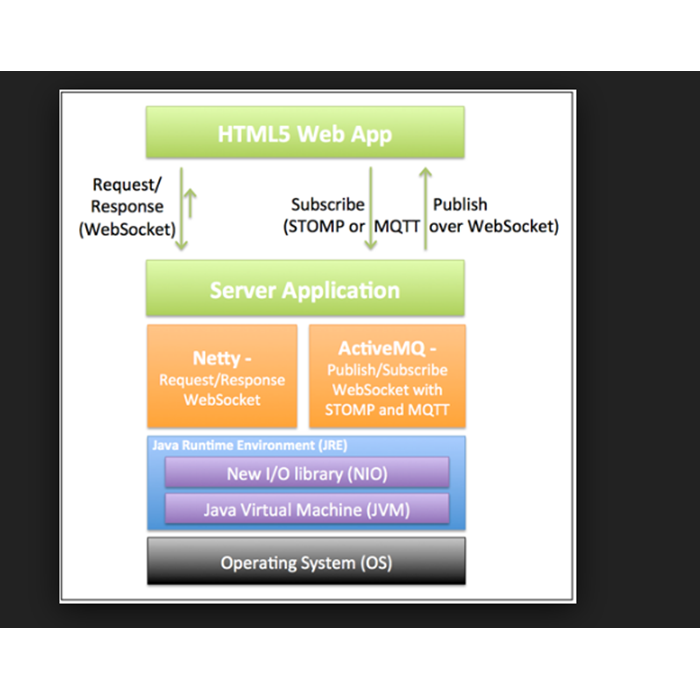 HTML5 Web App
Request/
Response
(WebSocket)
Subscribe
Publish
(STOMP or MQTT over WebSocket)
Server Application
Netty -
Request/Response
WebSocket
ActiveMQ -
Publish/Subscribe
WebSocket with
STOMP and MQTT
Java Runtime Environment (JRE)
New I/O library (NIO)
Java Virtual Machine (JVM)
Operating System (OS)